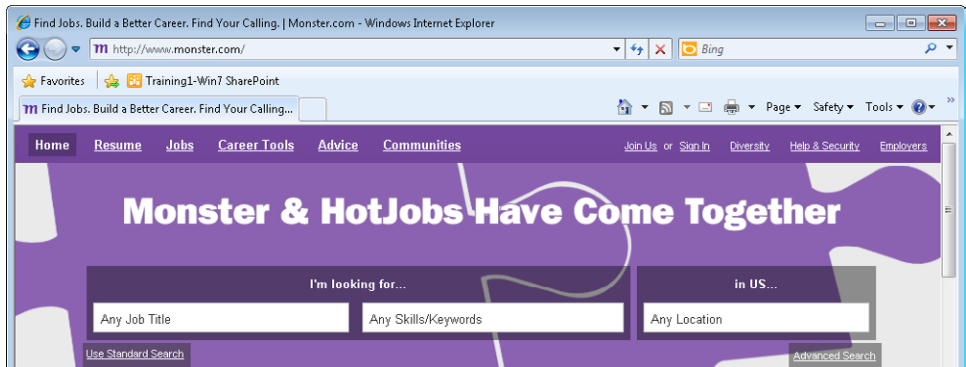 Find Jobs. Build a Better Career. Find Your Calling. | Monster.com - Windows Internet Explorer
http://www.monster.com/
Bing
Favorites
Training1-Win7 SharePoint
Find Jobs. Build a Better Career. Find Your Calling...
Page
Safety
Tools
Home Resume Jobs Career Tools Advice Communities Join Us or Sign In Diversity Help & Security Employers
Monster & HotJobs Have Come Together
I'm looking for... in US...
Any Job Title Any Skills/Keywords Any Location
Use Standard Search Advanced Search